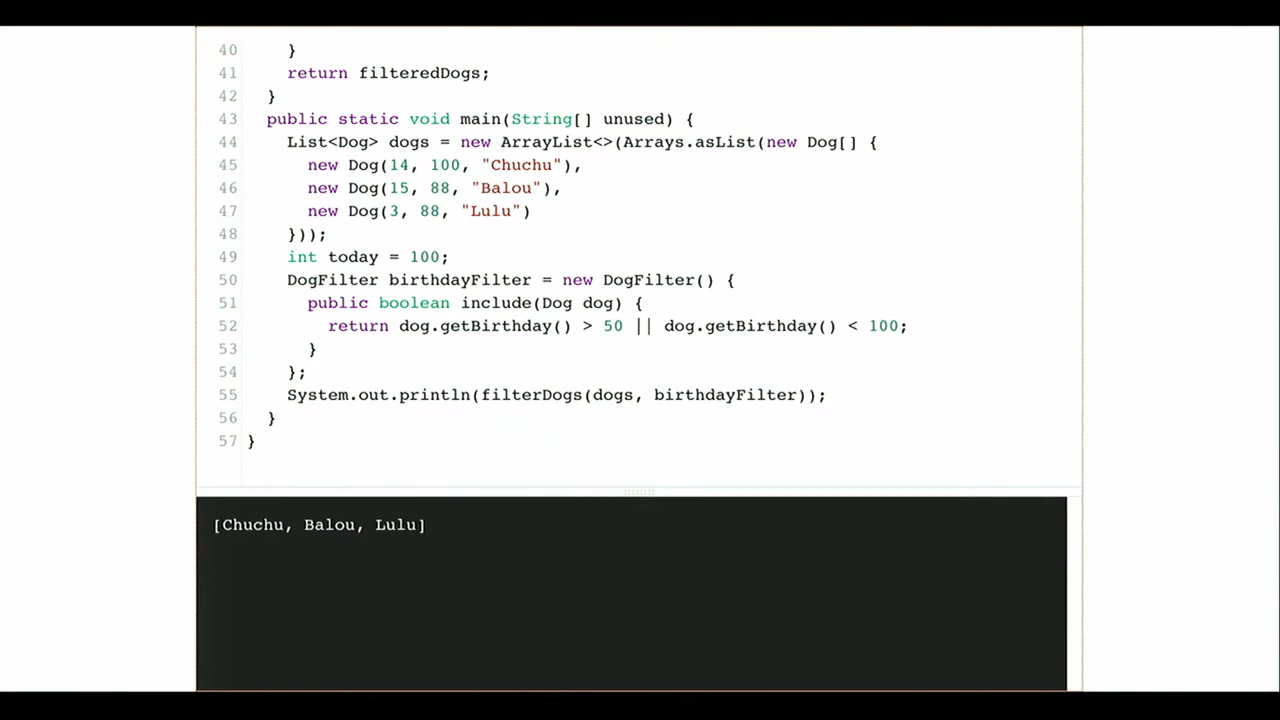 40 }
41 return filteredDogs;
42 }
43 public static void main(String[] unused) {
44 List<Dog> dogs = new ArrayList<>(Arrays.asList(new Dog[] {
45 new Dog(14, 100, "Chuchu"),
46 new Dog(15, 88, "Balou"),
47 new Dog(3, 88, "Lulu")
48 }));
49 int today = 100;
50 DogFilter birthdayFilter = new DogFilter() {
51 public boolean include(Dog dog) {
52 return dog.getBirthday() > 50 || dog.getBirthday() < 100;
53 }
54 };
55 System.out.println(filterDogs(dogs, birthdayFilter));
56 }
57 }
[Chuchu, Balou, Lulu]